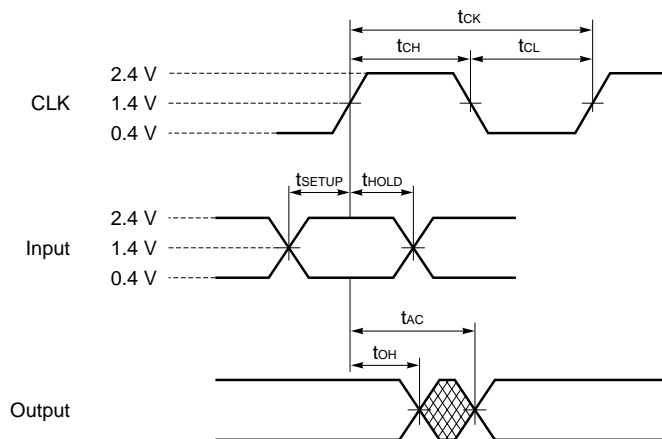 tCK
tCH tCL
2.4 V
CLK 1.4 V
0.4 V
tSETUP tHOLD
2.4 V
Input 1.4 V
0.4 V
tAC
tOH
Output